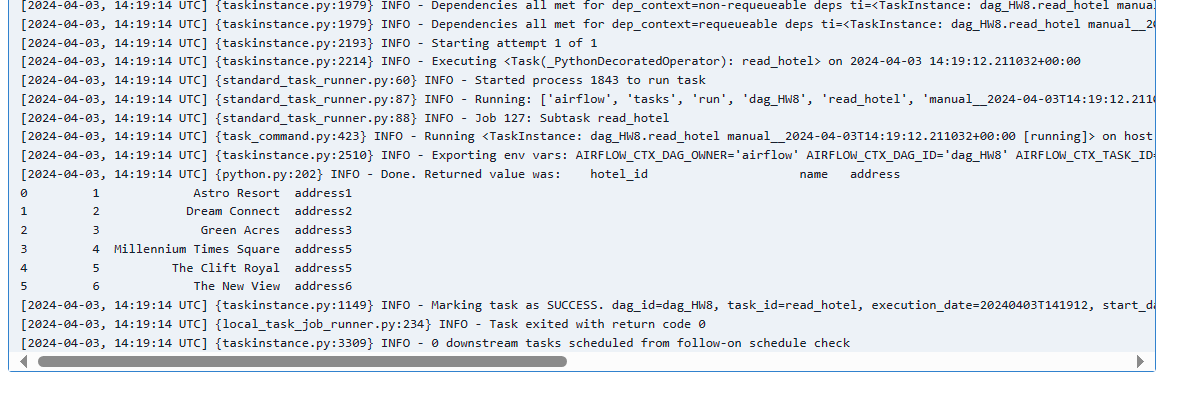 [2024-04-03, 14:19:14 UTC] {taskinstance.py:1979} INFO - Dependencies all met for dep_context=non-requeueable deps ti=<TaskInstance: dag_HW8.read_hotel manua
[2024-04-03, 14:19:14 UTC] {taskinstance.py:1979} INFO - Dependencies all met for dep_context=requeueable deps ti=<TaskInstance: dag_HW8.read_hotel manual__20
[2024-04-03, 14:19:14 UTC] {taskinstance.py:2193} INFO - Starting attempt 1 of 1
[2024-04-03, 14:19:14 UTC] {taskinstance.py:2214} INFO - Executing <Task(_PythonDecoratedOperator): read_hotel> on 2024-04-03 14:19:12.211032+00:00
[2024-04-03, 14:19:14 UTC] {standard_task_runner.py:60} INFO - Started process 1843 to run task
[2024-04-03, 14:19:14 UTC] {standard_task_runner.py:87} INFO - Running: ['airflow', 'tasks', 'run', 'dag_HW8', 'read_hotel', 'manual__2024-04-03T14:19:12.2110
[2024-04-03, 14:19:14 UTC] {standard_task_runner.py:88} INFO - Job 127: Subtask read_hotel
[2024-04-03, 14:19:14 UTC] {task_command.py:423} INFO - Running <TaskInstance: dag_HW8.read_hotel manual__2024-04-03T14:19:12.211032+00:00 [running]> on host
[2024-04-03, 14:19:14 UTC] {taskinstance.py:2510} INFO - Exporting env vars: AIRFLOW_CTX_DAG_OWNER='airflow' AIRFLOW_CTX_DAG_ID='dag_HW8' AIRFLOW_CTX_TASK_ID=
[2024-04-03, 14:19:14 UTC] {python.py:202} INFO - Done. Returned value was:    hotel_id                     name   address
0         1            Astro Resort  address1
1         2           Dream Connect  address2
2         3             Green Acres  address3
3         4  Millennium Times Square  address5
4         5         The Clift Royal  address5
5         6            The New View  address6
[2024-04-03, 14:19:14 UTC] {taskinstance.py:1149} INFO - Marking task as SUCCESS. dag_id=dag_HW8, task_id=read_hotel, execution_date=20240403T141912, start_da
[2024-04-03, 14:19:14 UTC] {local_task_job_runner.py:234} INFO - Task exited with return code 0
[2024-04-03, 14:19:14 UTC] {taskinstance.py:3309} INFO - 0 downstream tasks scheduled from follow-on schedule check